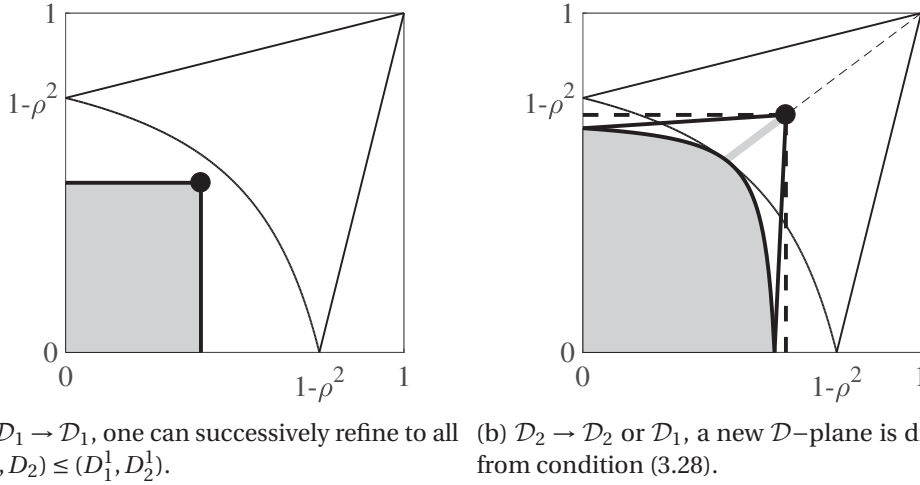 1
1-ρ²
0
0
1-ρ²
1
1
1-ρ²
0
0
1-ρ²
𝒟₁ → 𝒟₁, one can successively refine to all
, D₂) ≤ (D₁¹, D₂¹).
(b) 𝒟₂ → 𝒟₂ or 𝒟₁, a new 𝒟−plane is
from condition (3.28).